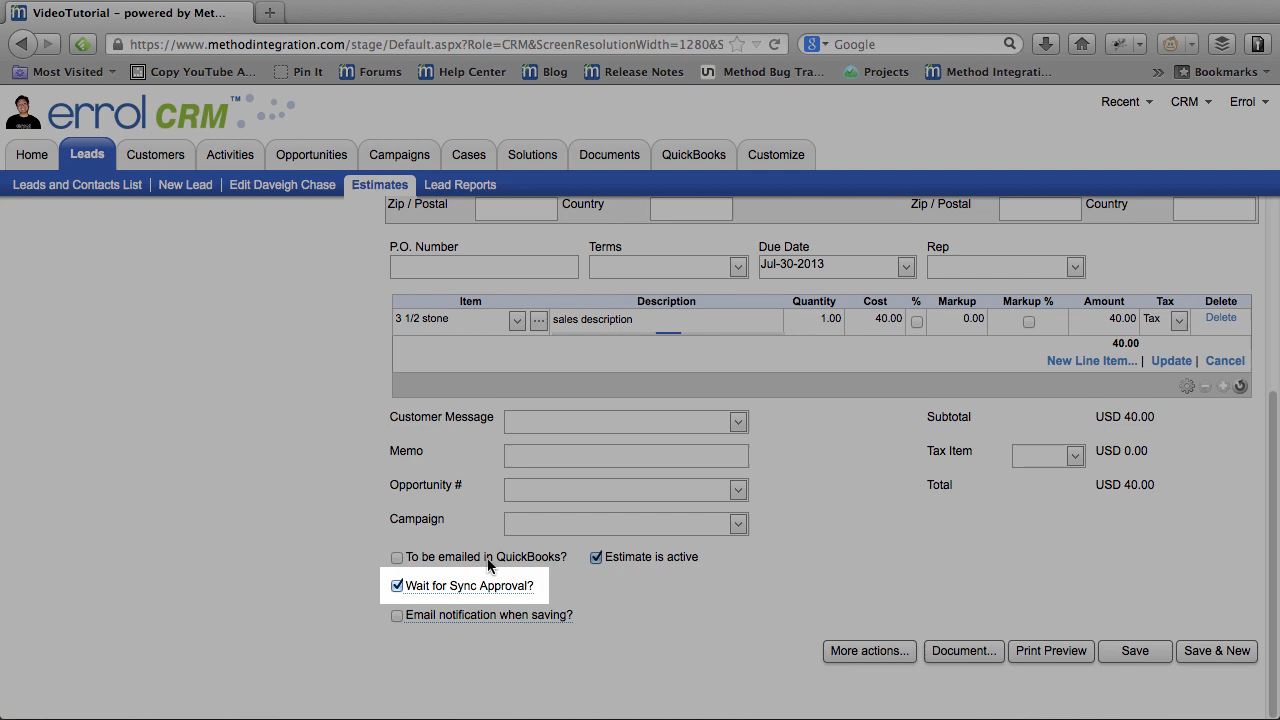 VideoTutorial - powered by Met...
https://www.methodintegration.com/stage/Default.aspx?Role=CRM&ScreenResolutionWidth=1280&S
Google
Most Visited Copy YouTube A... Pin It Forums Help Center Blog Release Notes Method Bug Tra... Projects Method Integrati... Bookmarks
errol CRM™
Recent CRM Errol
Home Leads Customers Activities Opportunities Campaigns Cases Solutions Documents QuickBooks Customize
Leads and Contacts List New Lead Edit Daveigh Chase Estimates Lead Reports
Zip / Postal Country Zip / Postal Country
P.O. Number Terms Due Date Rep
Jul-30-2013
Item Description Quantity Cost % Markup Markup % Amount Tax Delete
3 1/2 stone sales description 1.00 40.00 0.00 40.00 Tax Delete
40.00
New Line Item... | Update | Cancel
Customer Message Subtotal USD 40.00
Memo Tax Item USD 0.00
Opportunity # Total USD 40.00
Campaign
To be emailed in QuickBooks? Estimate is active
Wait for Sync Approval?
Email notification when saving?
More actions... Document... Print Preview Save Save & New